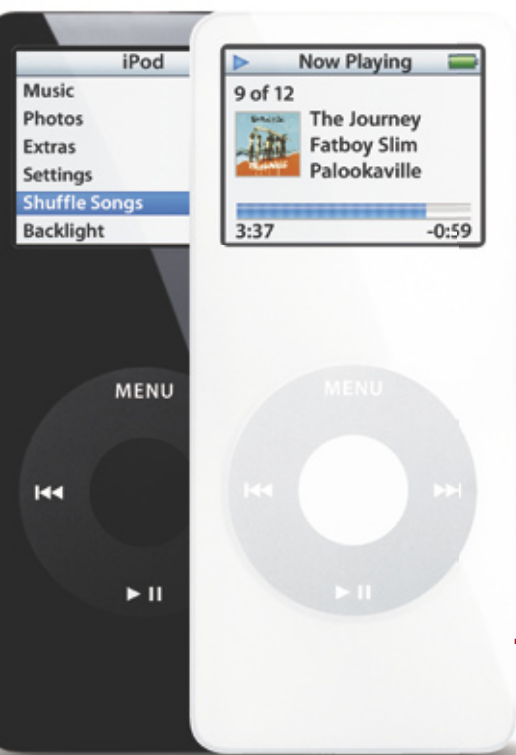 iPod
Music
Photos
Extras
Settings
Shuffle Songs
Backlight
MENU
Now Playing
9 of 12
The Journey
Fatboy Slim
Palookaville
3:37
-0:59
MENU